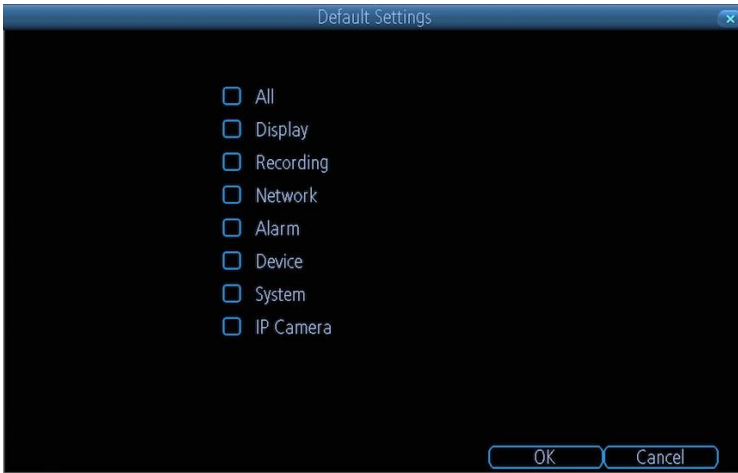 Default Settings
All
Display
Recording
Network
Alarm
Device
System
IP Camera
OK Cancel